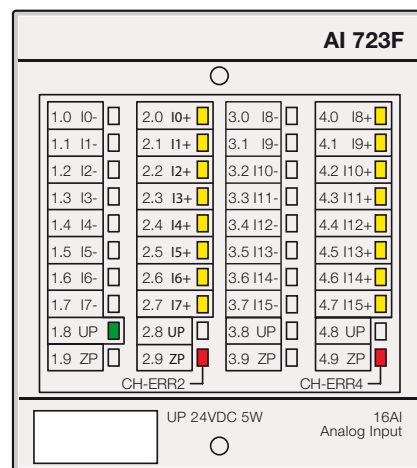 AI 723F
1.0 I0- 2.0 I0+ 3.0 I8- 4.0 I8+
1.1 I1- 2.1 I1+ 3.1 I9- 4.1 I9+
1.2 I2- 2.2 I2+ 3.2 I10- 4.2 I10+
1.3 I3- 2.3 I3+ 3.3 I11- 4.3 I11+
1.4 I4- 2.4 I4+ 3.4 I12- 4.4 I12+
1.5 I5- 2.5 I5+ 3.5 I13- 4.5 I13+
1.6 I6- 2.6 I6+ 3.6 I14- 4.6 I14+
1.7 I7- 2.7 I7+ 3.7 I15- 4.7 I15+
1.8 UP 2.8 UP 3.8 UP 4.8 UP
1.9 ZP 2.9 ZP 3.9 ZP 4.9 ZP
CH-ERR2 CH-ERR4
UP 24VDC 5W 16AI
Analog Input